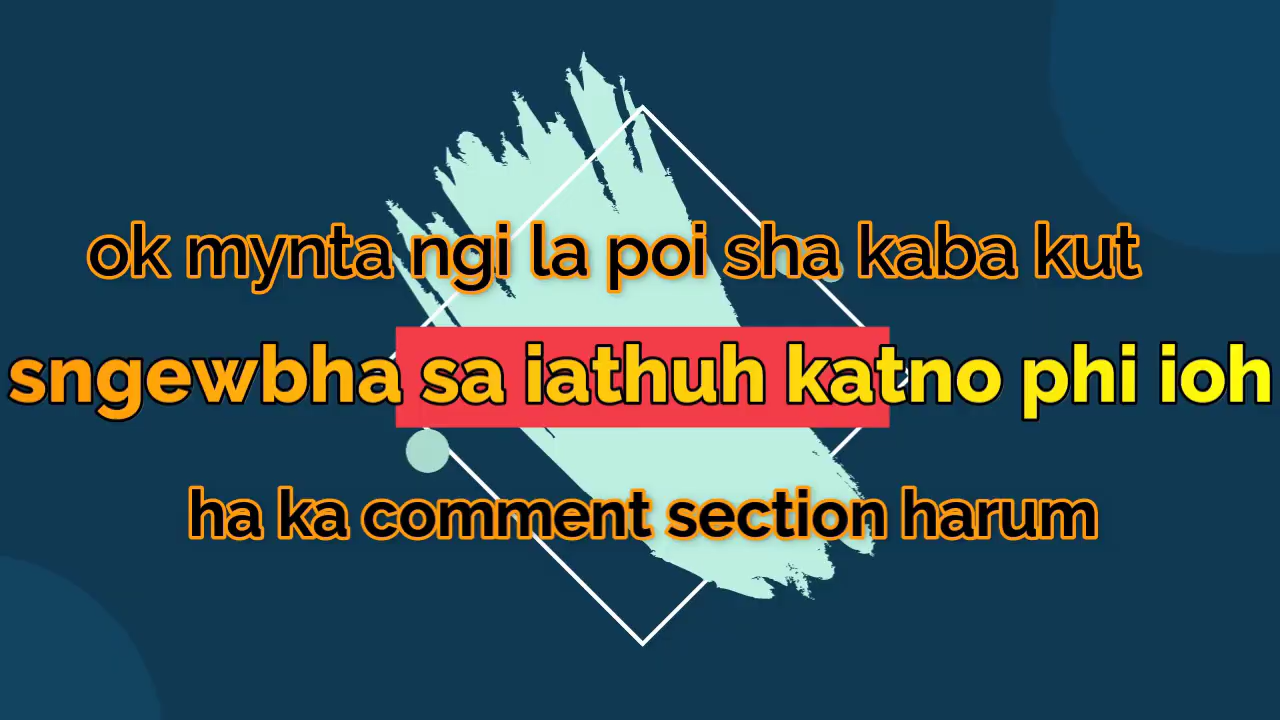 ok mynta ngi la poi sha kaba kut
sngewbha sa iathuh katno phi ioh
ha ka comment section harum